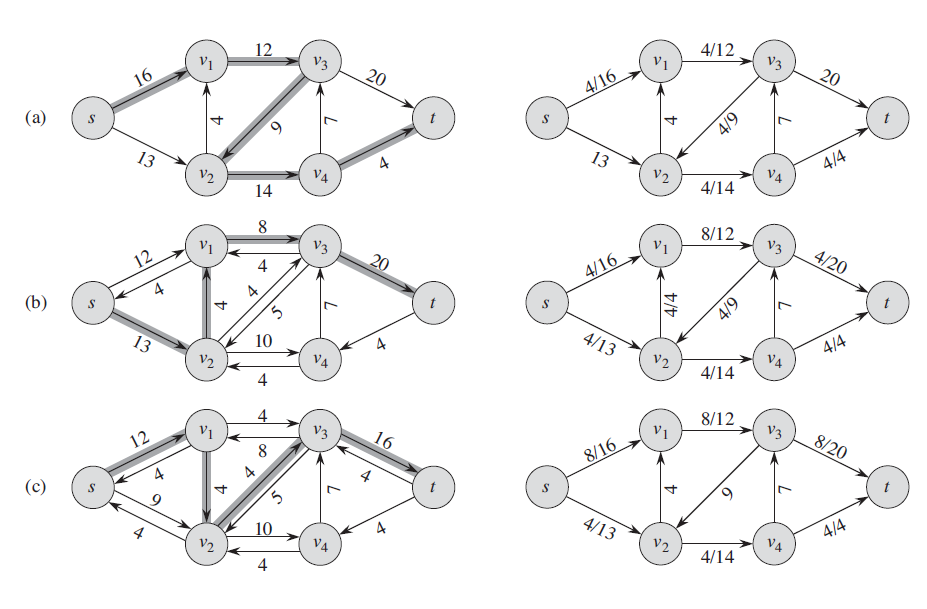 12 4/12
v1 v3 v1 v3
16 20 4/16 20
(a) s 4 9 7 t s 4 4/9 7 t
13 4 13 4/4
v2 v4 v2 v4
14 4/14
8 8/12
v1 v3 v1 v3
12 4 20 4/16 4/20
4 4
(b) s 4 5 7 t s 4/4 4/9 7 t
13 10 4 4/13 4/4
v2 v4 v2 v4
4 4/14
4 8/12
v1 v3 v1 v3
12 8 16 8/16 8/20
4 4 4
(c) s 9 4 5 7 t s 4 9 7 t
4 10 4 4/13 4/4
v2 v4 v2 v4
4 4/14